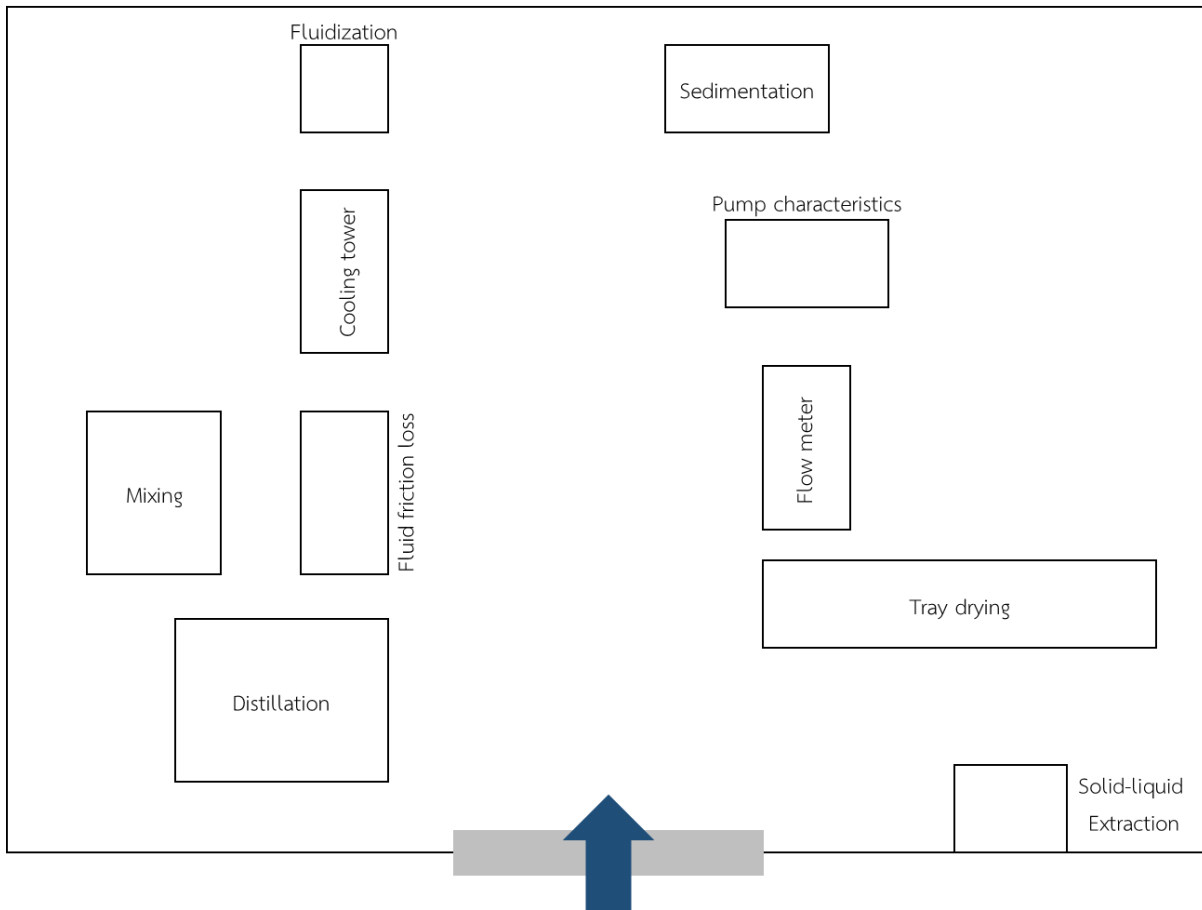 Fluidization
Sedimentation
Cooling tower
Pump characteristics
Mixing
Fluid friction loss
Flow meter
Tray drying
Distillation
Solid-liquid
Extraction